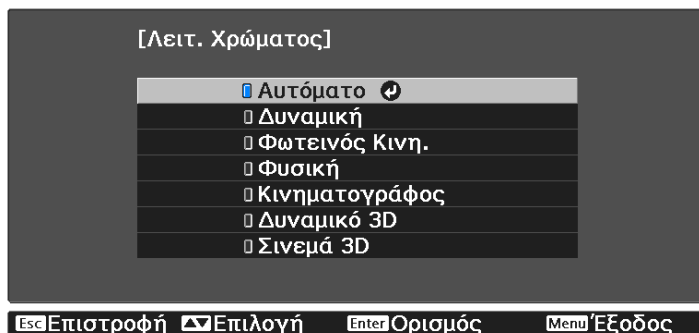 [Λειτ. Χρώματος]
Αυτόματο
Δυναμική
Φωτεινός Κινη.
Φυσική
Κινηματογράφος
Δυναμικό 3D
Σινεμά 3D
Esc Επιστροφή Επιλογή Enter Ορισμός Menu Έξοδος